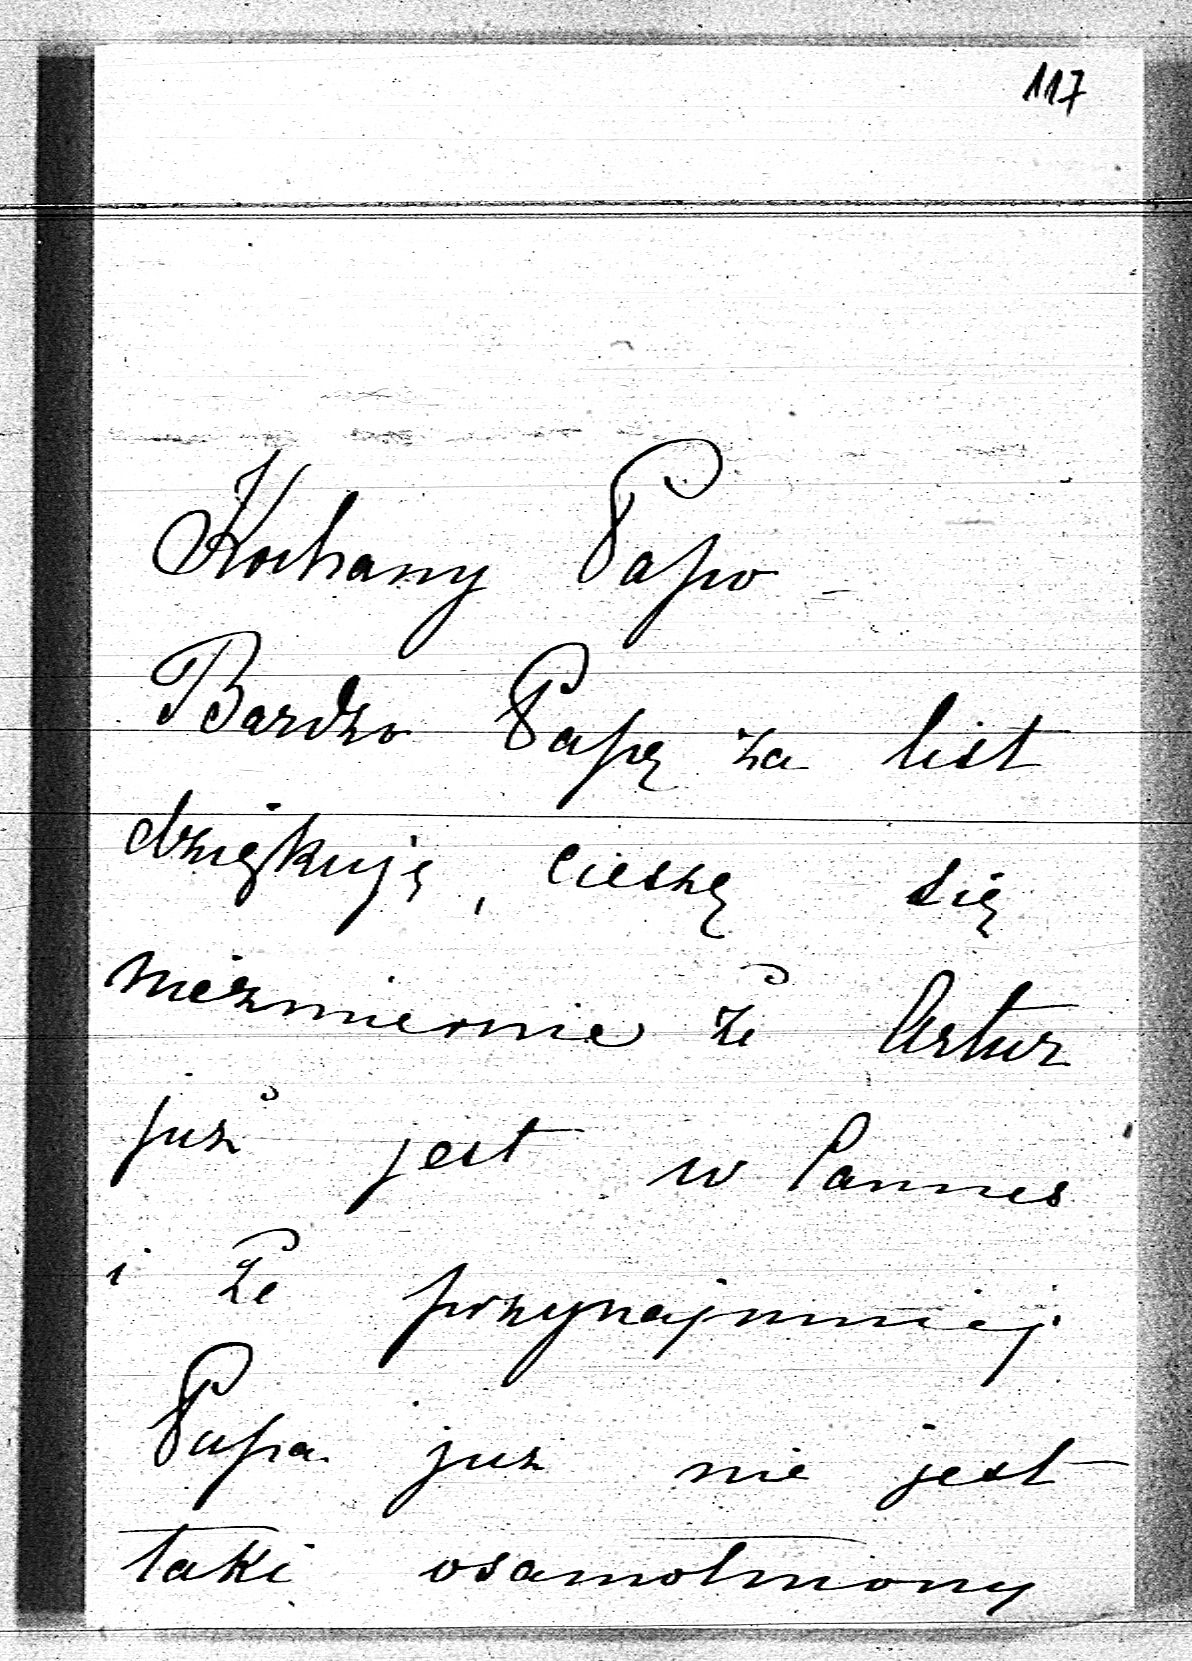 117
Kochany Papo -
Bardzo Papę za list
dziękuję, cieszę się
niezmiernie że Artur
już jest w Cannes
i że przynajmniej
Papa juz nie jest
taki osamotniony